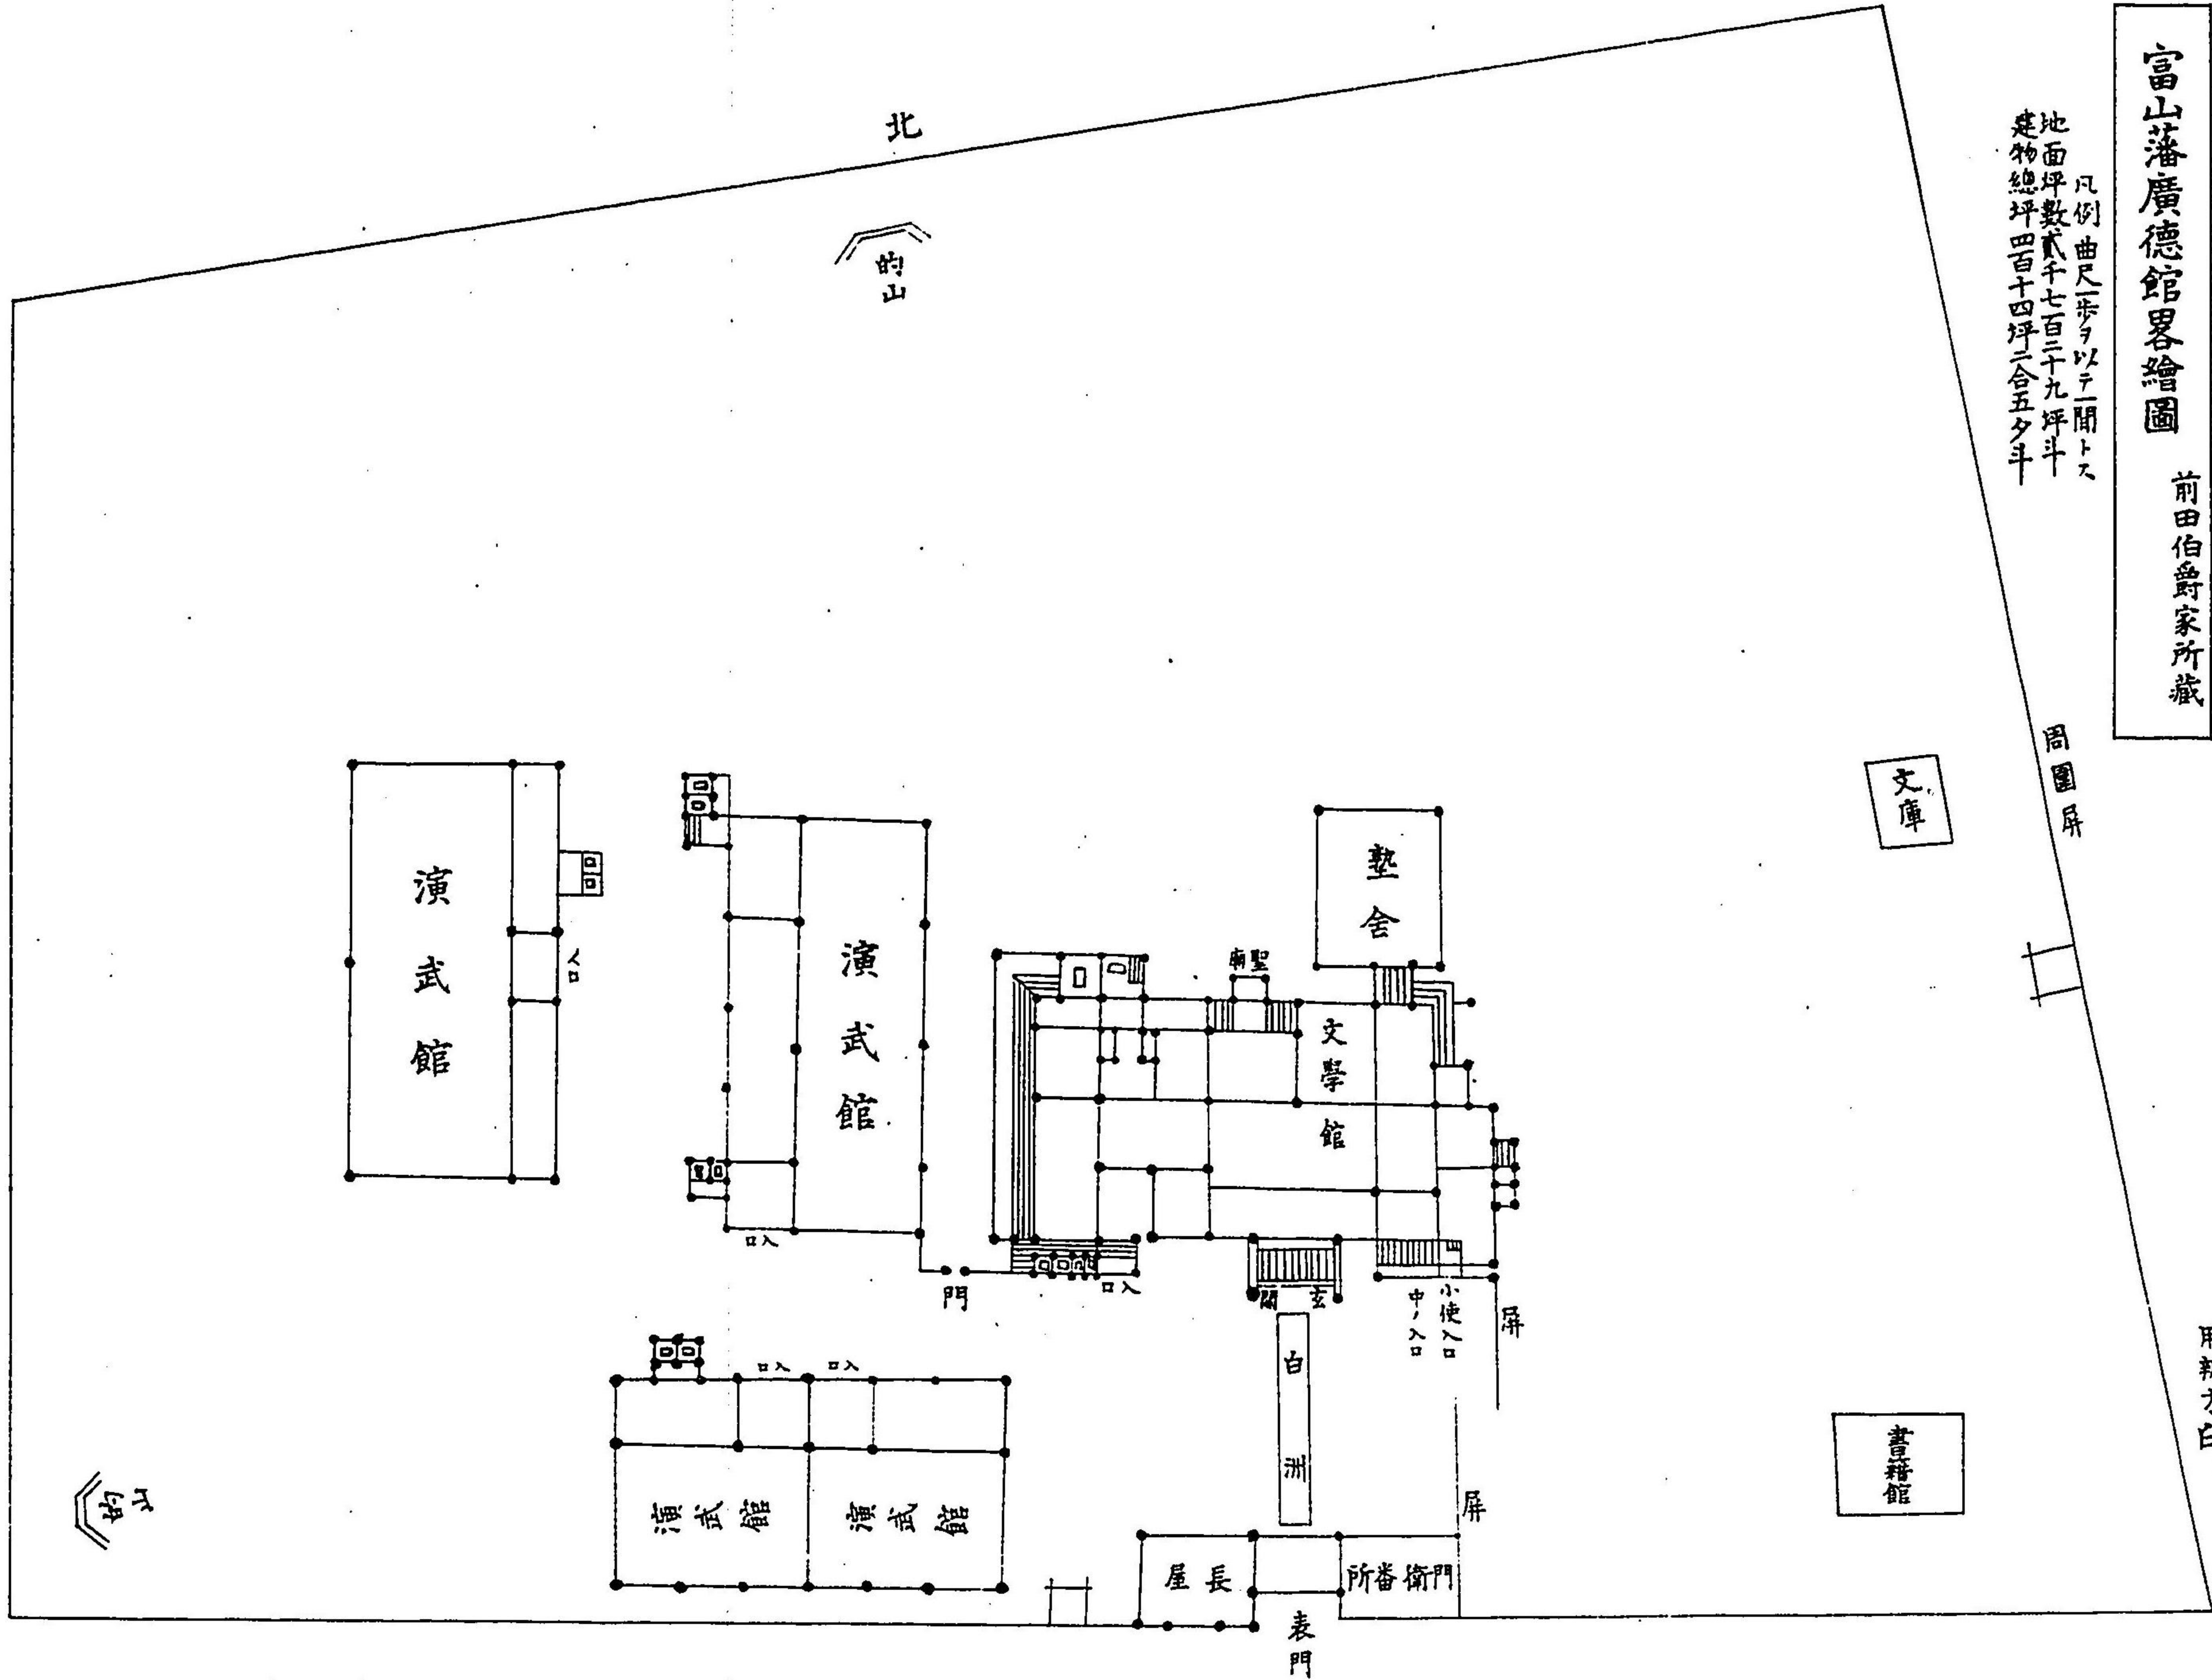 富山藩廣德館畧繪圖
前田伯爵家所藏
凡例曲尺一步ヲ以テ一間トス
地面坪數貳千七百二十九坪斗
建物總坪四百十四坪二合五夕斗
北
的山
周圍屏
文庫
塾舍
聖廟
文學館
演武館
入口
演武館
入口
門
入口
玄関
中ノ入口
小使入口
屏
白洲
屏
書籍館
入口
入口
演武館
演武館
的山
長屋
門衛番所
表門